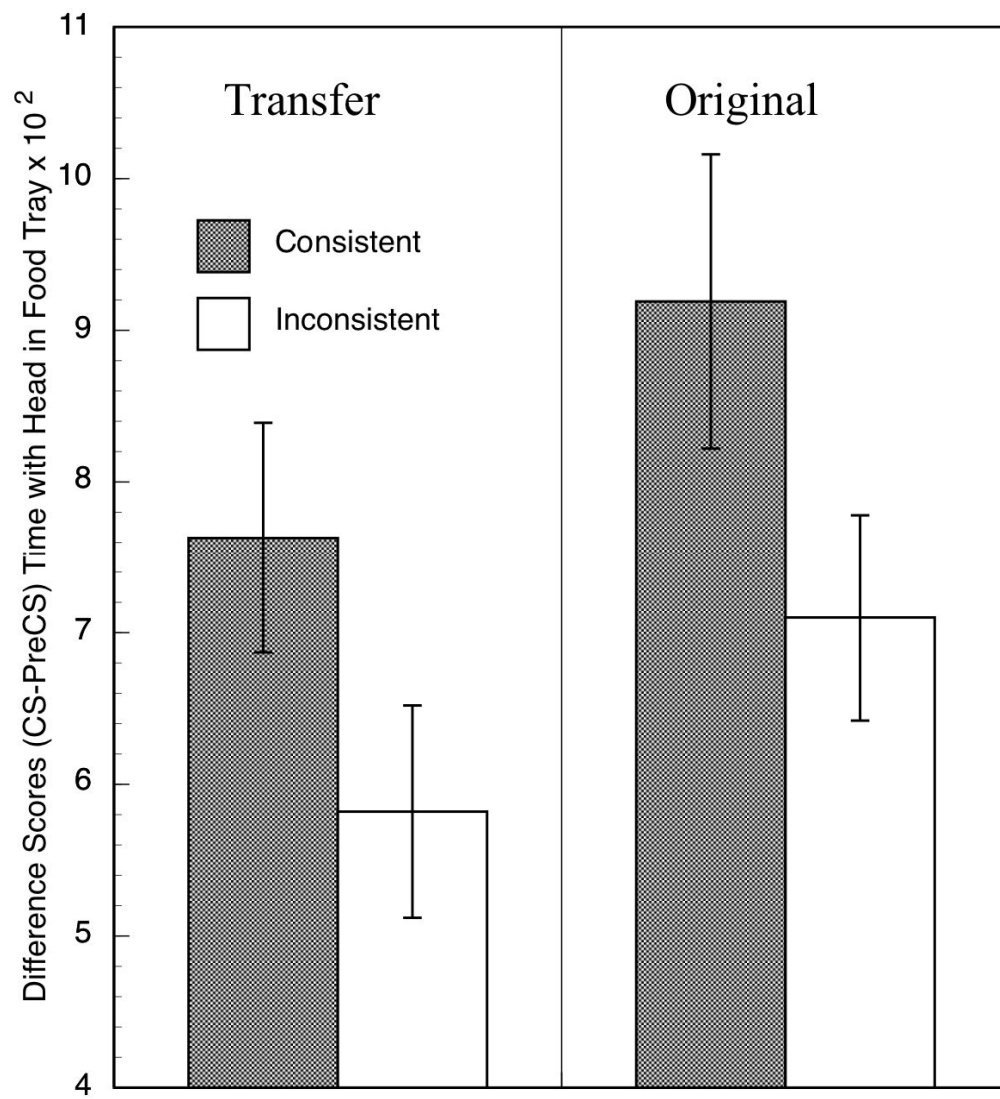 Difference Scores (CS-PreCS) Time with Head in Food Tray x 10 2
11
10
9
8
7
6
5
4
Transfer
Consistent
Inconsistent
Original